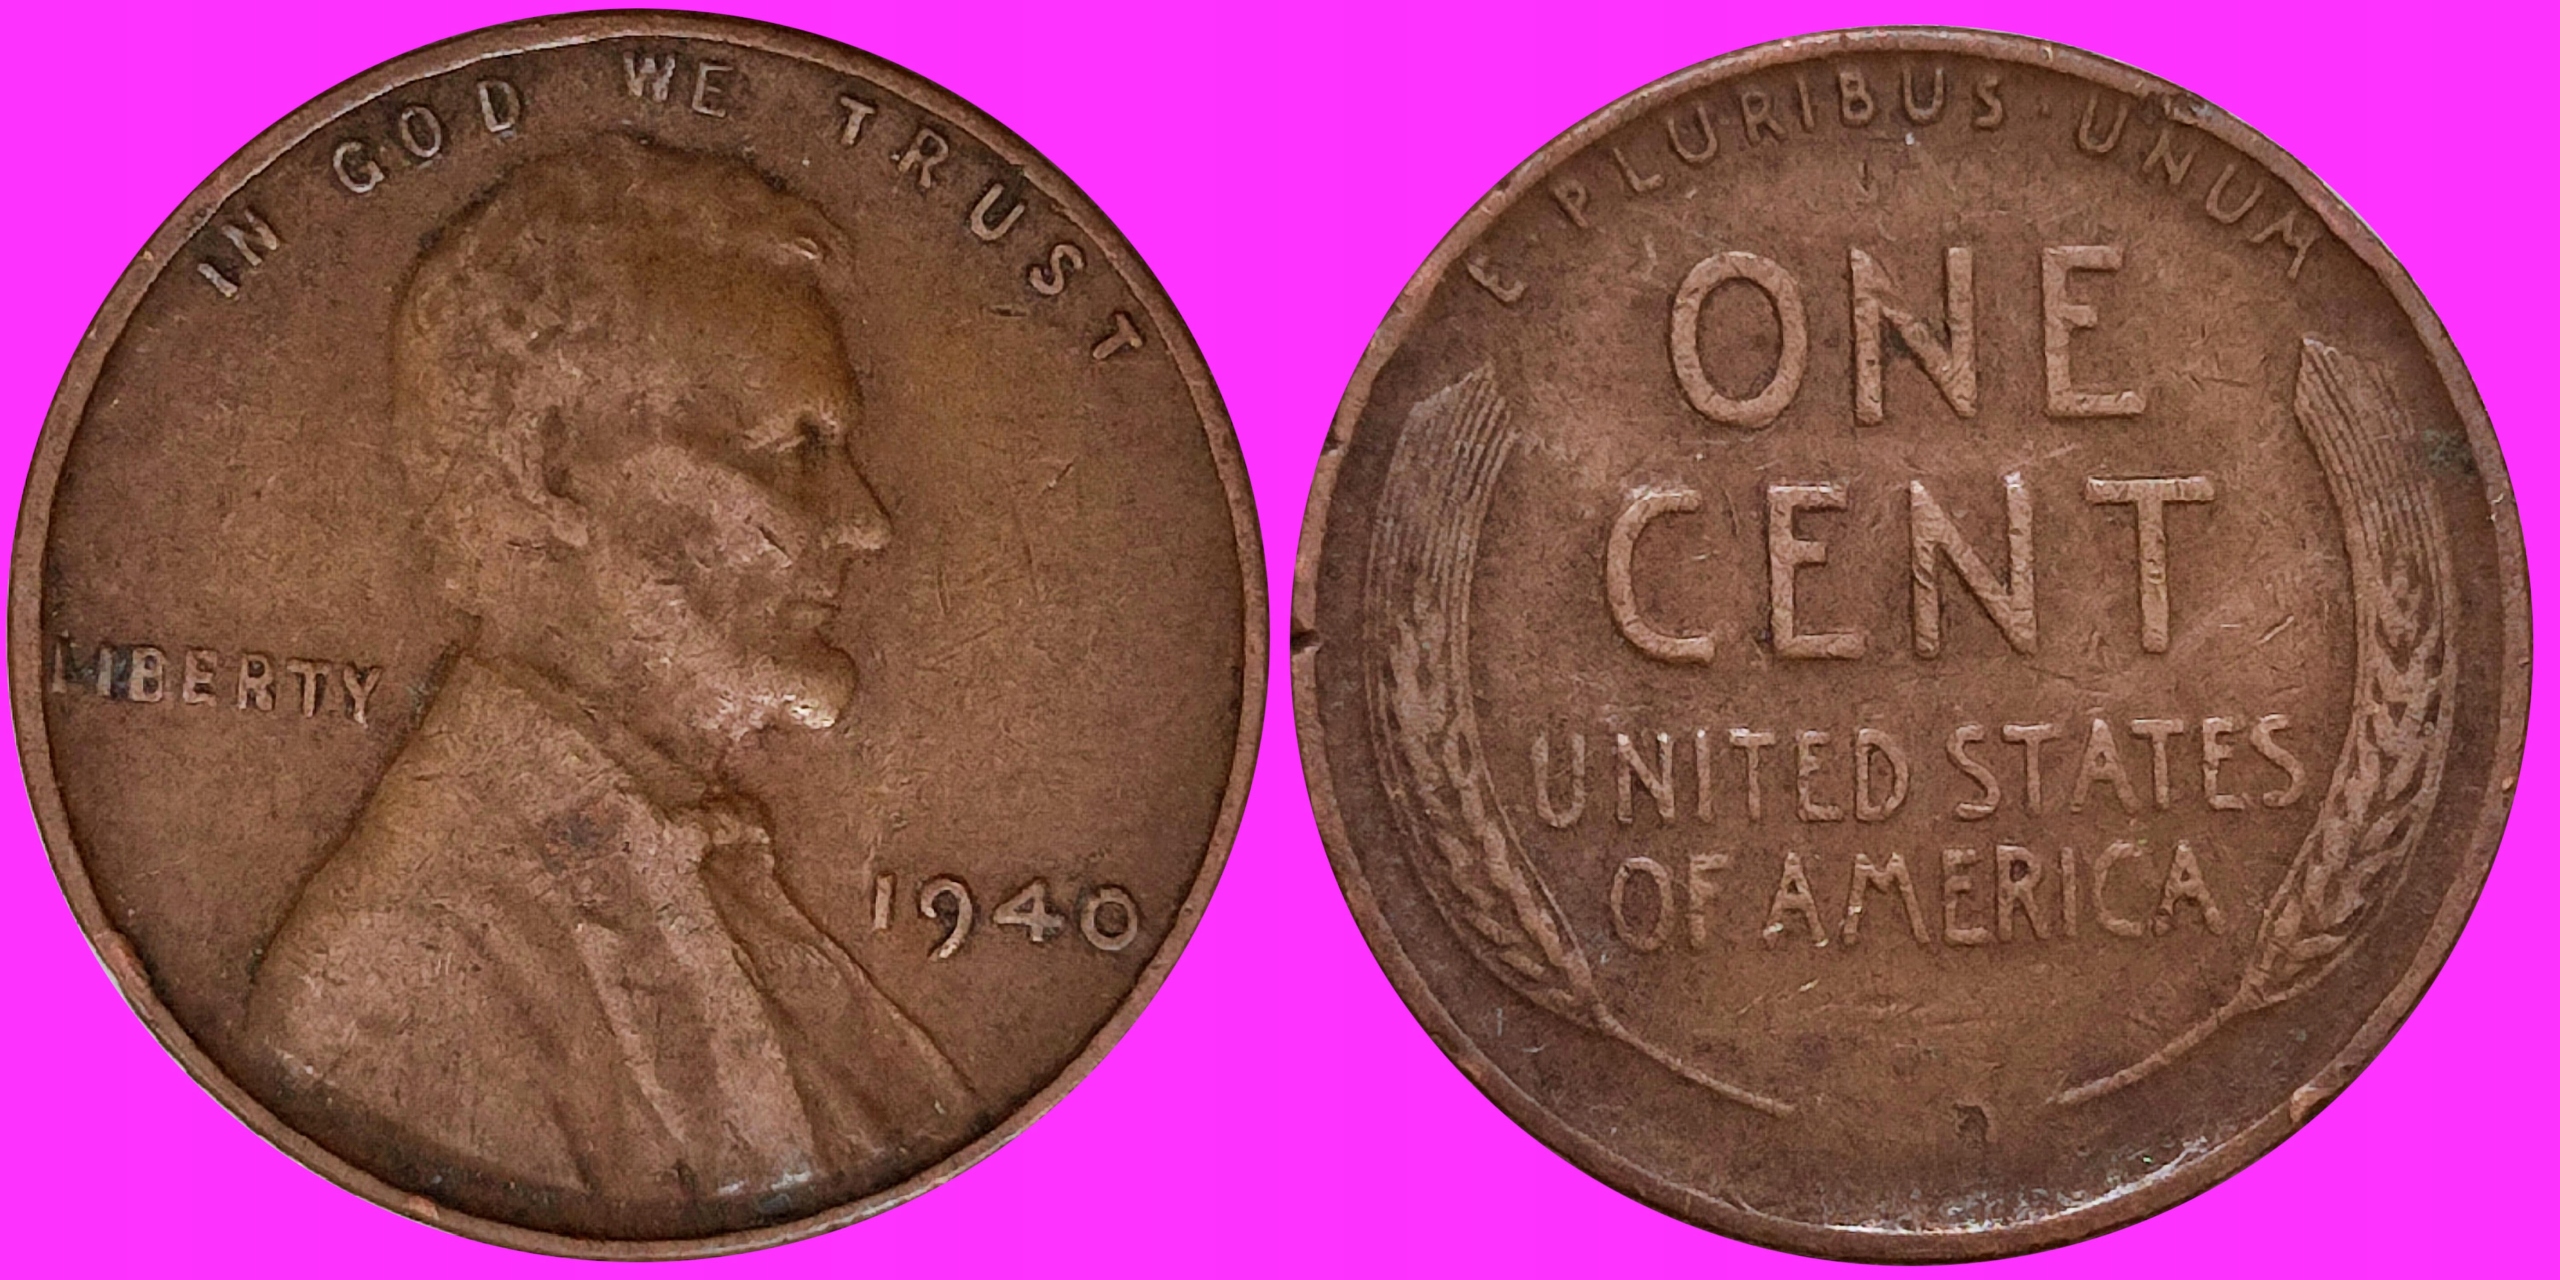 IN GOD WE TRUST
LIBERTY
1940
E · PLURIBUS · UNUM
ONE
CENT
UNITED STATES
OF AMERICA